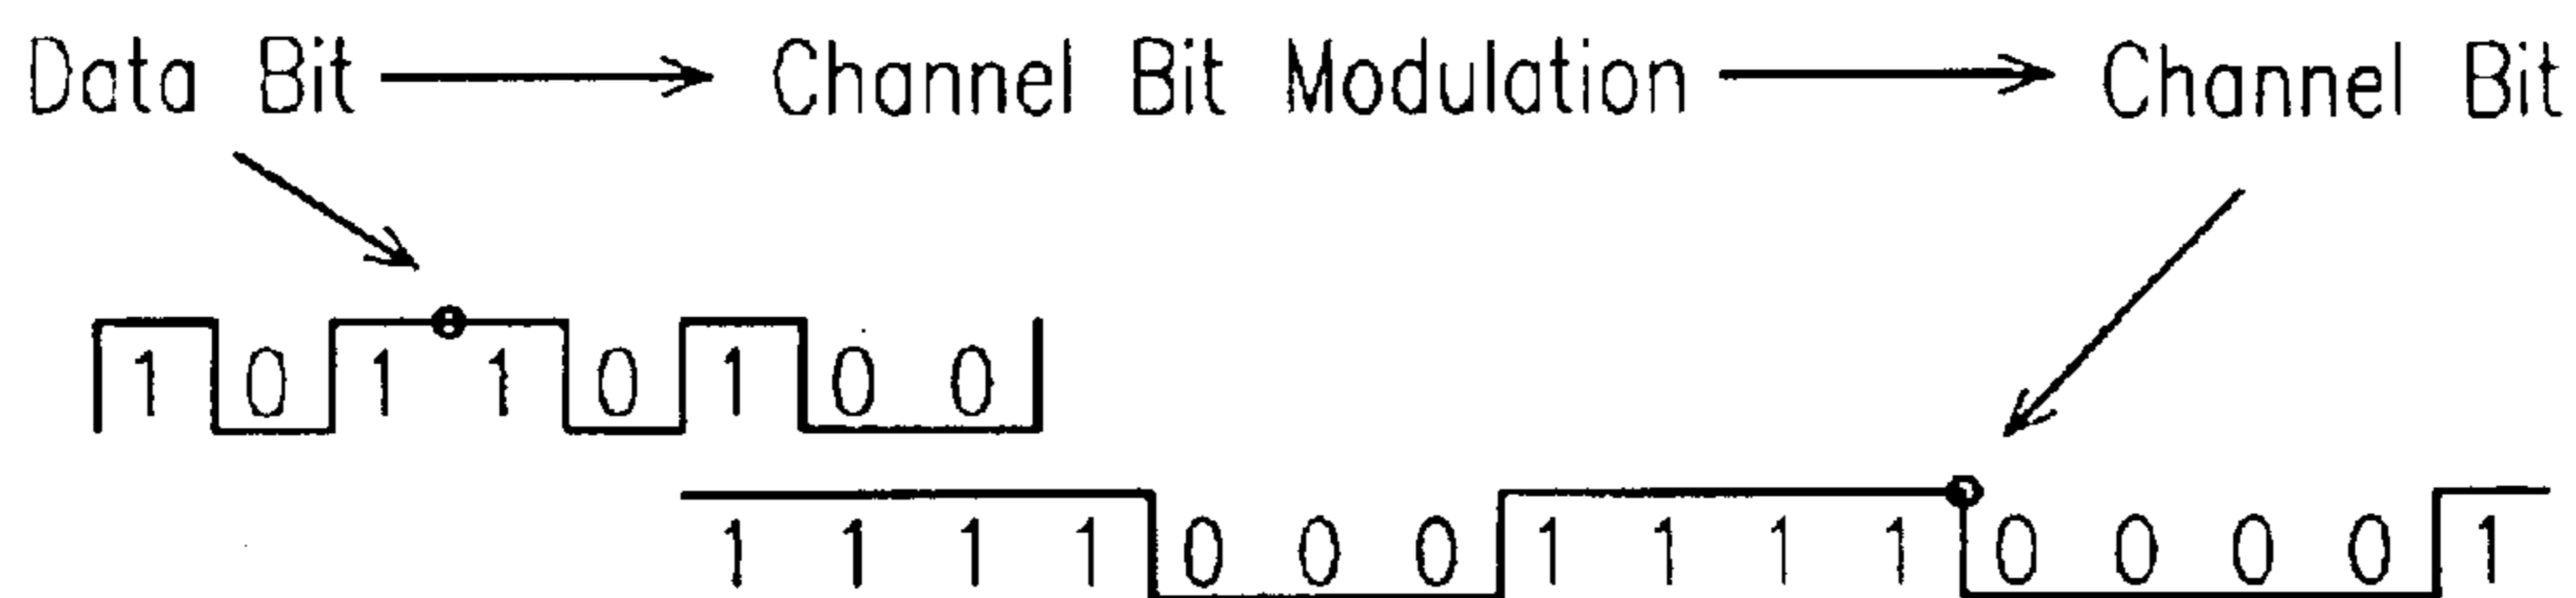 Data Bit Channel Bit Modulation Channel Bit
1 0 1 1 0 1 0 0
1 1 1 1 0 0 0 1 1 1 1 0 0 0 0 1